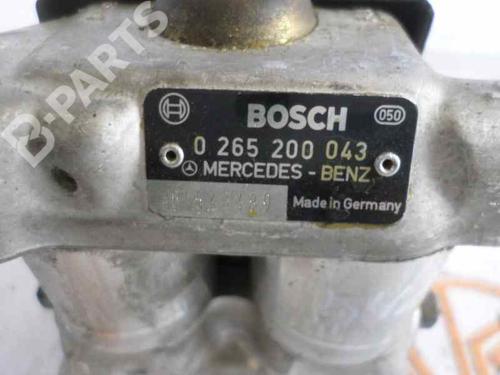 B-PARTS
BOSCH 050
0 265 200 043
MERCEDES - BENZ
Made in Germany